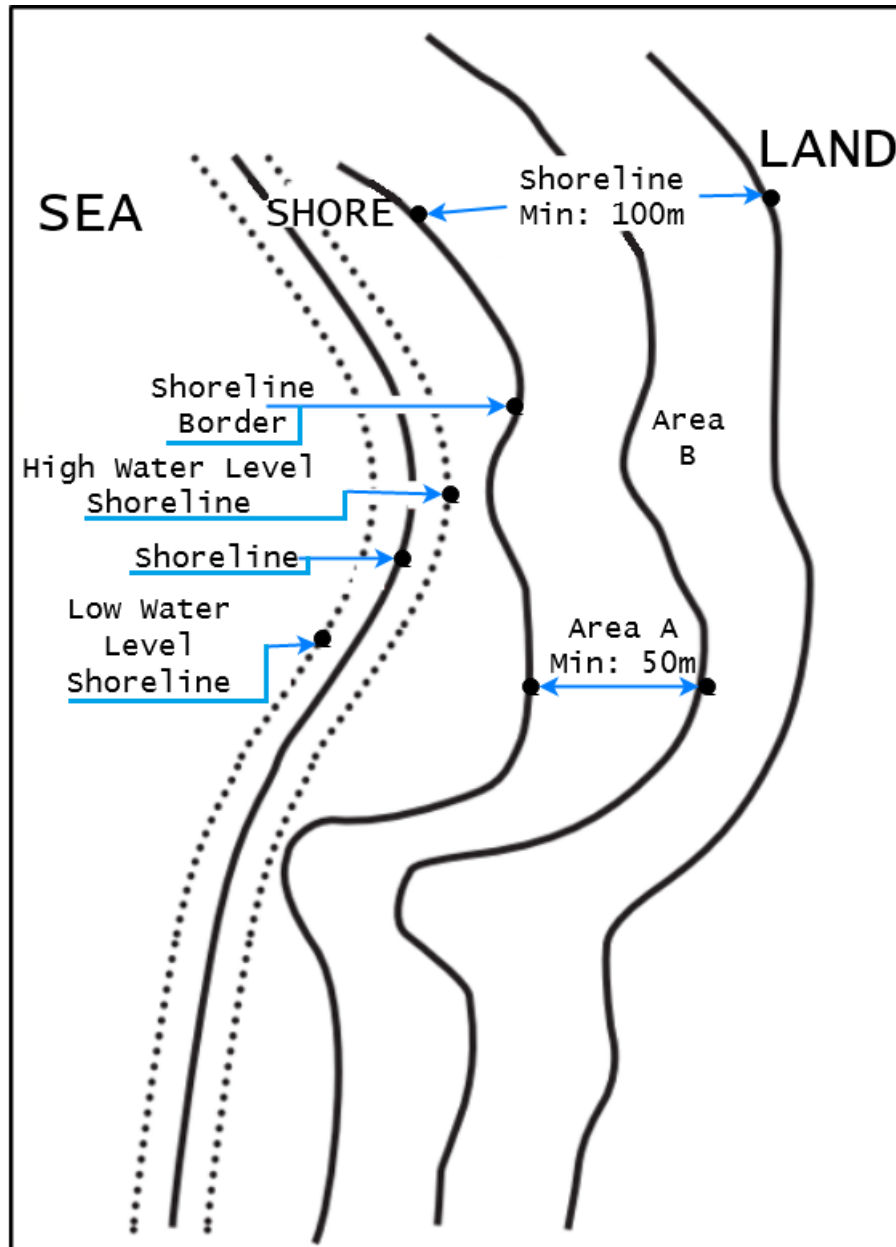 LAND
Shoreline
Min: 100m
SEA
SHORE
Shoreline
Border
Area
B
High Water Level
Shoreline
Shoreline
Low Water
Level
Shoreline
Area A
Min: 50m